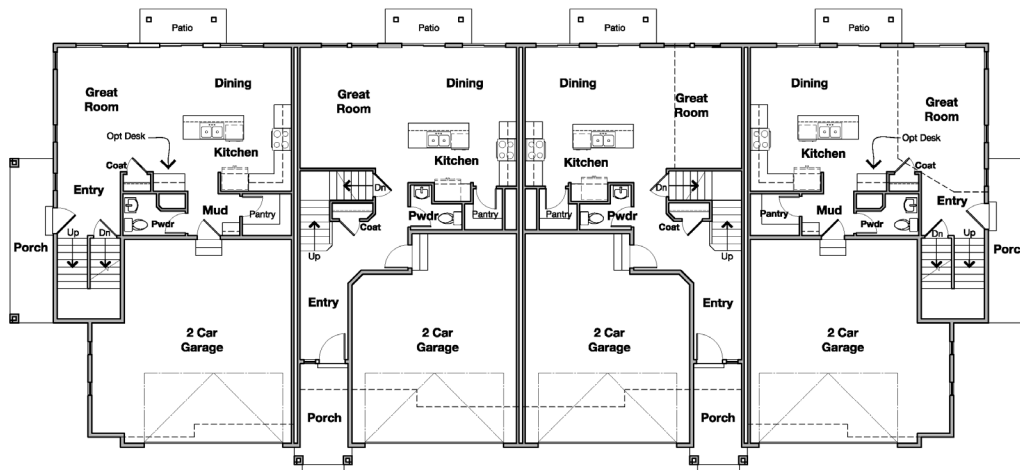 Patio
Patio
Patio
Patio
Great
Room
Dining
Opt Desk
Kitchen
Coat
Entry
Pwdr
Mud
Pantry
Up
Dn
Porch
2 Car
Garage
Great
Room
Dining
Kitchen
Dn
Pwdr
Pantry
Coat
Up
Entry
2 Car
Garage
Porch
Dining
Great
Room
Kitchen
Dn
Pantry
Pwdr
Coat
Up
2 Car
Garage
Entry
Porch
Dining
Great
Room
Opt Desk
Kitchen
Coat
Pantry
Mud
Pwdr
Entry
Dn
Up
Porc
2 Car
Garage